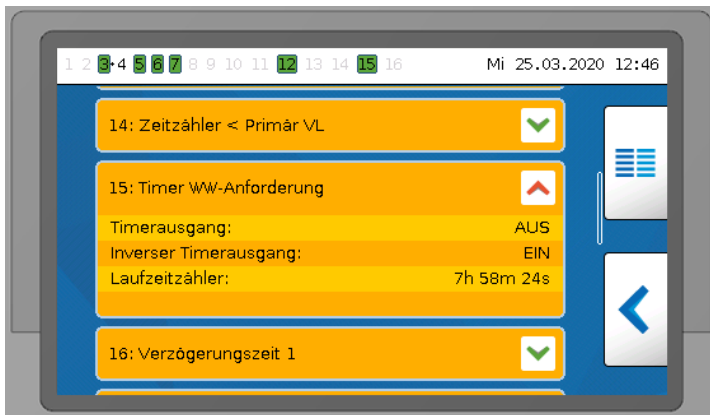 1 2 3 4 5 6 7 8 9 10 11 12 13 14 15 16 Mi 25.03.2020 12:46
14: Zeitzähler < Primär VL
15: Timer WW-Anforderung
Timerausgang: AUS
Inverser Timerausgang: EIN
Laufzeitzähler: 7h 58m 24s
16: Verzögerungszeit 1